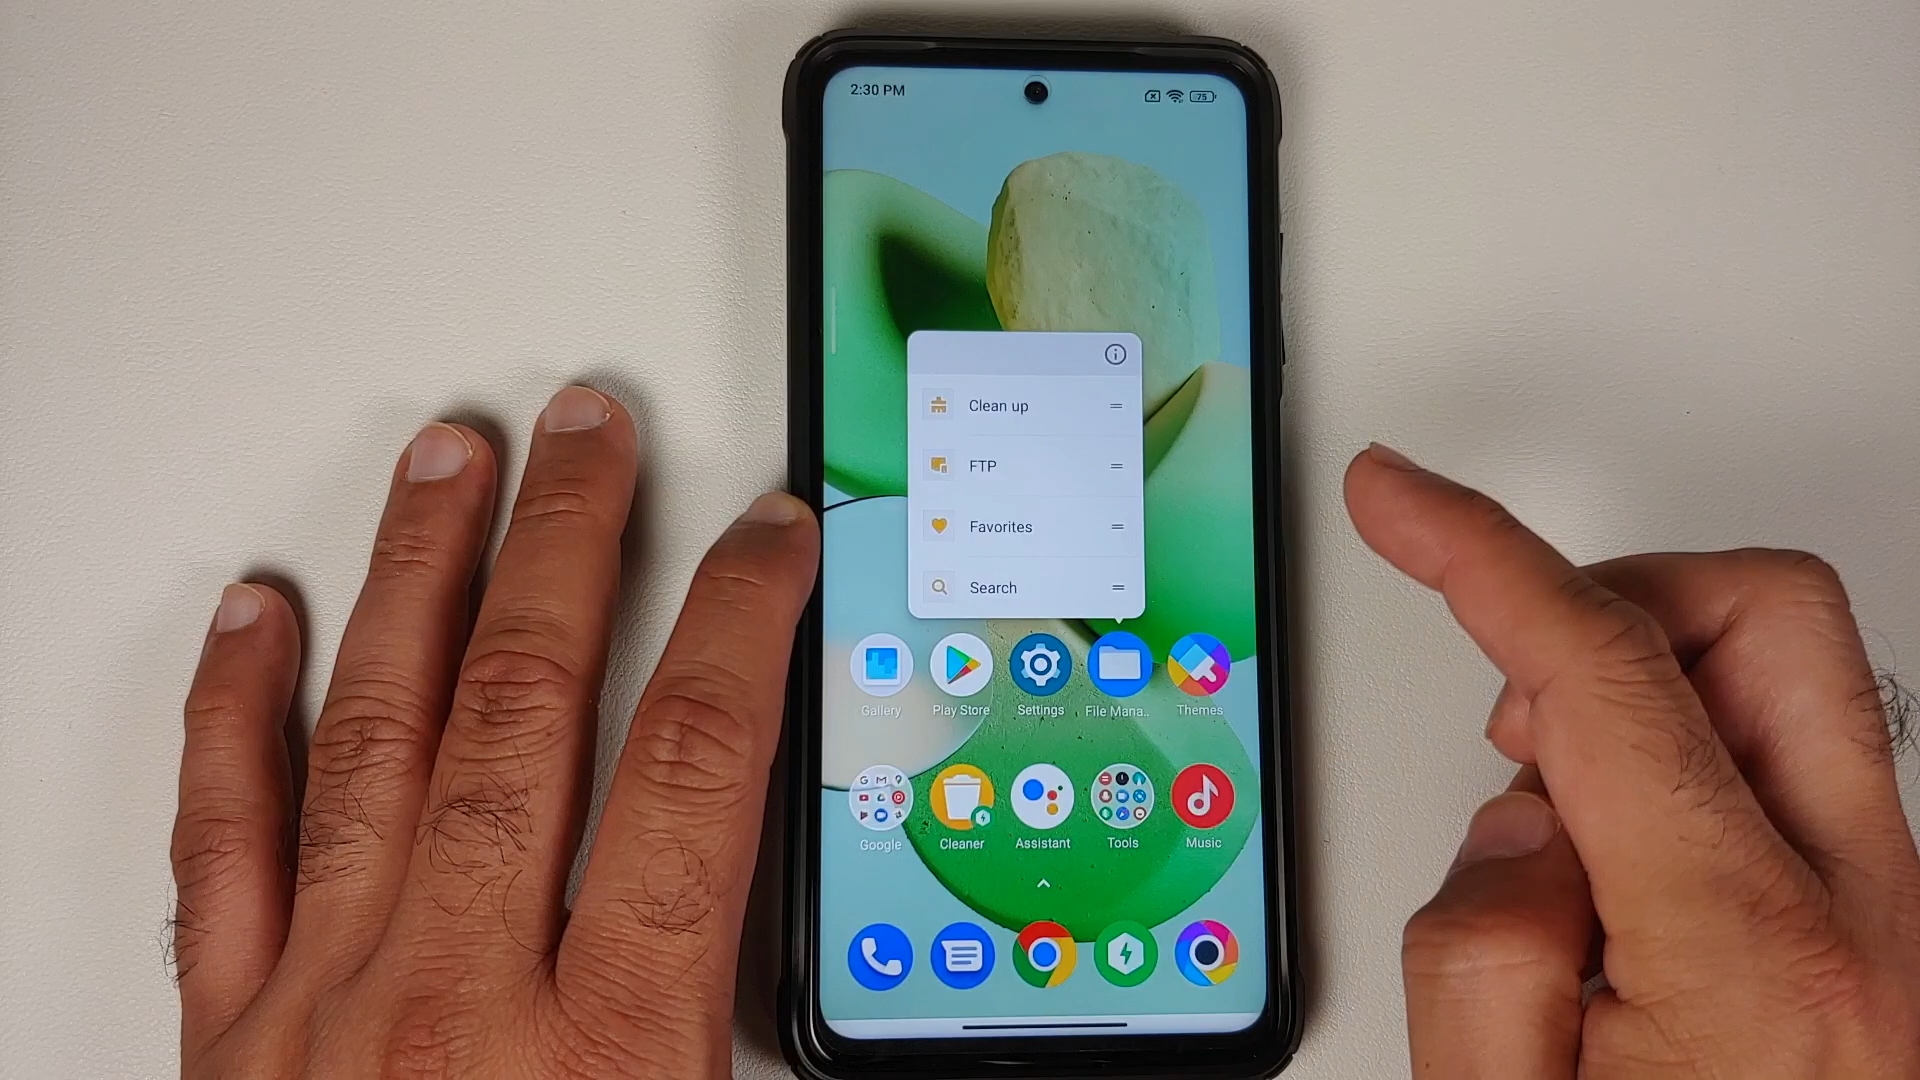 2:30 PM
75
Clean up
FTP
Favorites
Search
Gallery
Play Store
Settings
File Mana..
Themes
Google
Cleaner
Assistant
Tools
Music